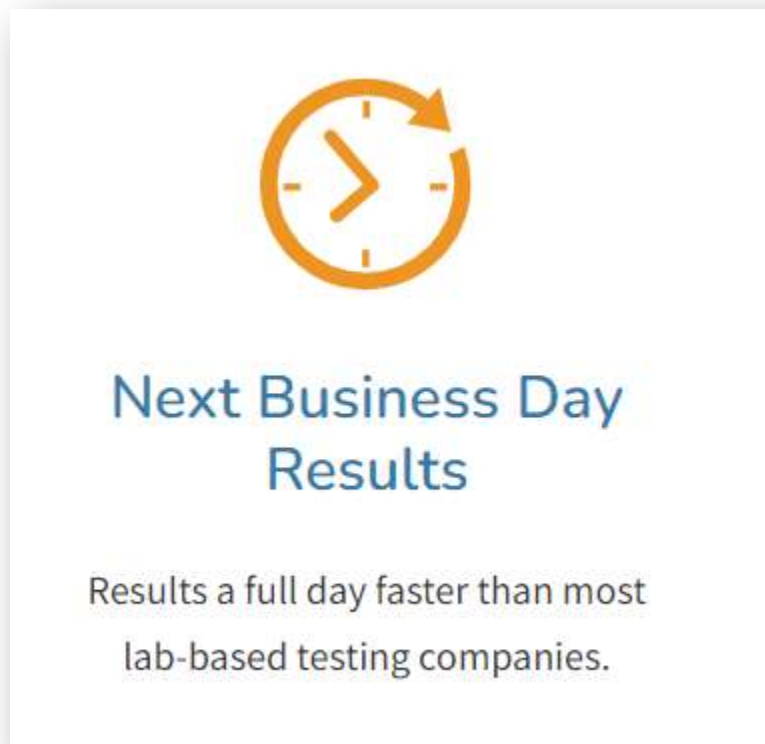 Next Business Day
Results
Results a full day faster than most
lab-based testing companies.